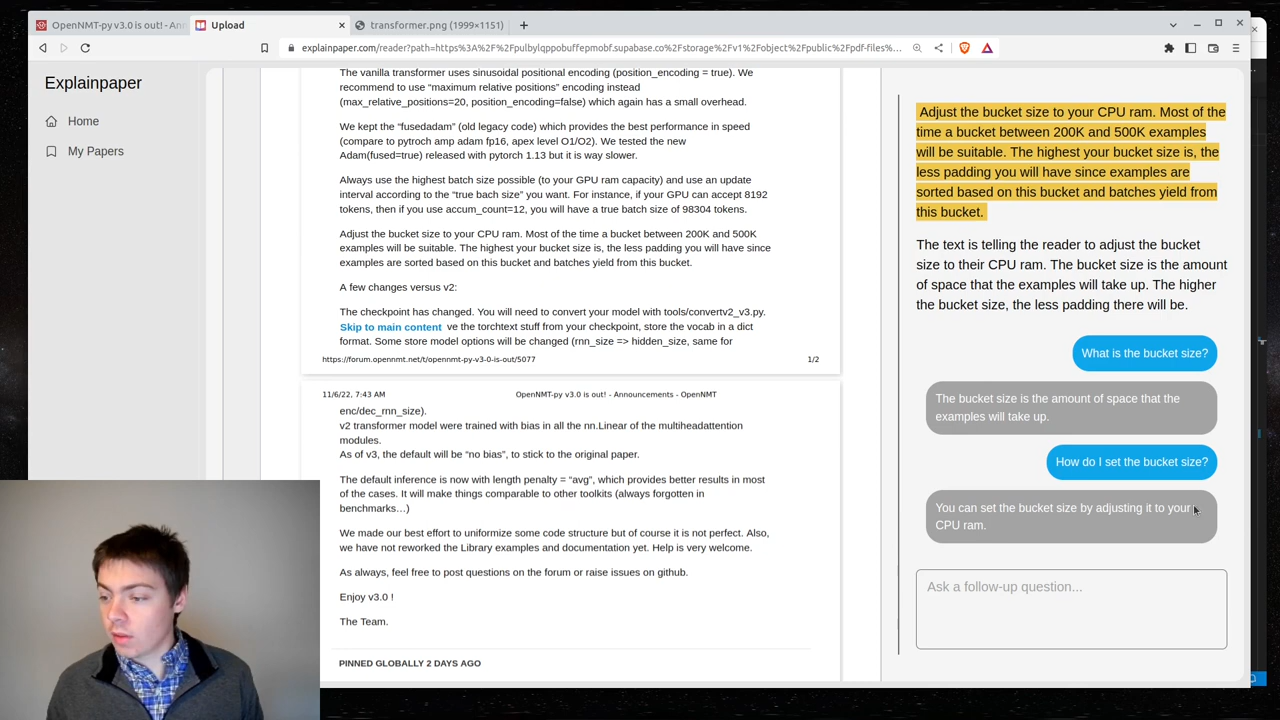 OpenNMT-py v3.0 is out! - Ann
Upload
transformer.png (1999×1151)
explainpaper.com/reader?path=https%3A%2F%2Fpulbylqppobuffepmobf.supabase.co%2Fstorage%2Fv1%2Fobject%2Fpublic%2Fpdf-files%...
Explainpaper
Home
My Papers
The vanilla transformer uses sinusoidal positional encoding (position_encoding = true). We
recommend to use “maximum relative positions” encoding instead
(max_relative_positions=20, position_encoding=false) which again has a small overhead.
We kept the “fusedadam” (old legacy code) which provides the best performance in speed
(compare to pytroch amp adam fp16, apex level O1/O2). We tested the new
Adam(fused=true) released with pytorch 1.13 but it is way slower.
Always use the highest batch size possible (to your GPU ram capacity) and use an update
interval according to the “true bach size” you want. For instance, if your GPU can accept 8192
tokens, then if you use accum_count=12, you will have a true batch size of 98304 tokens.
Adjust the bucket size to your CPU ram. Most of the time a bucket between 200K and 500K
examples will be suitable. The highest your bucket size is, the less padding you will have since
examples are sorted based on this bucket and batches yield from this bucket.
A few changes versus v2:
The checkpoint has changed. You will need to convert your model with tools/convertv2_v3.py.
Skip to main content ve the torchtext stuff from your checkpoint, store the vocab in a dict
format. Some store model options will be changed (rnn_size => hidden_size, same for
https://forum.opennmt.net/t/opennmt-py-v3-0-is-out/5077 1/2
11/6/22, 7:43 AM OpenNMT-py v3.0 is out! - Announcements - OpenNMT
enc/dec_rnn_size).
v2 transformer model were trained with bias in all the nn.Linear of the multiheadattention
modules.
As of v3, the default will be “no bias”, to stick to the original paper.
The default inference is now with length penalty = “avg”, which provides better results in most
of the cases. It will make things comparable to other toolkits (always forgotten in
benchmarks…)
We made our best effort to uniformize some code structure but of course it is not perfect. Also,
we have not reworked the Library examples and documentation yet. Help is very welcome.
As always, feel free to post questions on the forum or raise issues on github.
Enjoy v3.0 !
The Team.
PINNED GLOBALLY 2 DAYS AGO
Adjust the bucket size to your CPU ram. Most of the
time a bucket between 200K and 500K examples
will be suitable. The highest your bucket size is, the
less padding you will have since examples are
sorted based on this bucket and batches yield from
this bucket.
The text is telling the reader to adjust the bucket
size to their CPU ram. The bucket size is the amount
of space that the examples will take up. The higher
the bucket size, the less padding there will be.
What is the bucket size?
The bucket size is the amount of space that the
examples will take up.
How do I set the bucket size?
You can set the bucket size by adjusting it to your
CPU ram.
Ask a follow-up question...